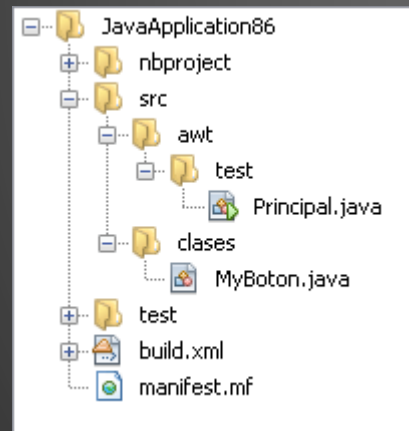 JavaApplication86
nbproject
src
awt
test
Principal.java
clases
MyBoton.java
test
build.xml
manifest.mf